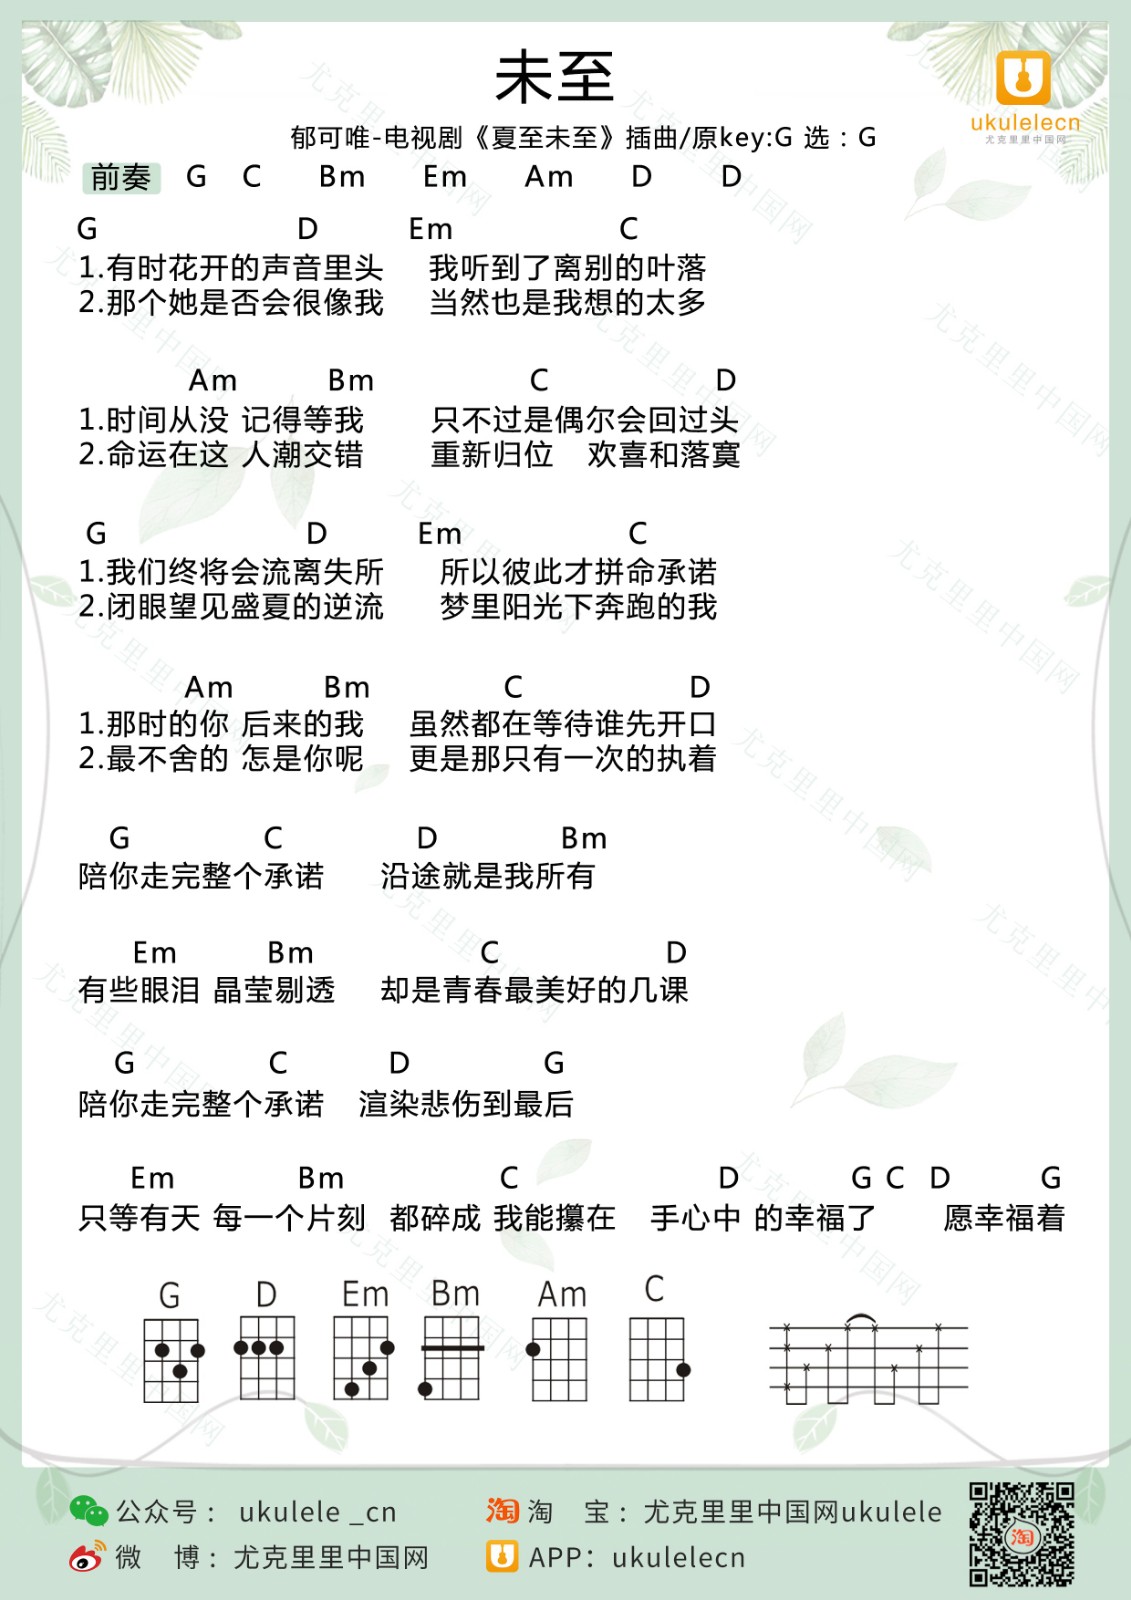 未至
ukulelecn
尤克里里中国网
郁可唯-电视剧《夏至未至》插曲/原key:G 选：G
前奏 G C Bm Em Am D D
G D Em C
1.有时花开的声音里头 我听到了离别的叶落
2.那个她是否会很像我 当然也是我想的太多
Am Bm C D
1.时间从没 记得等我 只不过是偶尔会回过头
2.命运在这 人潮交错 重新归位 欢喜和落寞
G D Em C
1.我们终将会流离失所 所以彼此才拼命承诺
2.闭眼望见盛夏的逆流 梦里阳光下奔跑的我
Am Bm C D
1.那时的你 后来的我 虽然都在等待谁先开口
2.最不舍的 怎是你呢 更是那只有一次的执着
G C D Bm
陪你走完整个承诺 沿途就是我所有
Em Bm C D
有些眼泪 晶莹剔透 却是青春最美好的几课
G C D G
陪你走完整个承诺 渲染悲伤到最后
Em Bm C D G C D G
只等有天 每一个片刻 都碎成 我能攥在 手心中 的幸福了 愿幸福着
G D Em Bm Am C
公众号： ukulele _cn 淘 淘 宝：尤克里里中国网ukulele
微 博：尤克里里中国网 APP：ukulelecn
淘